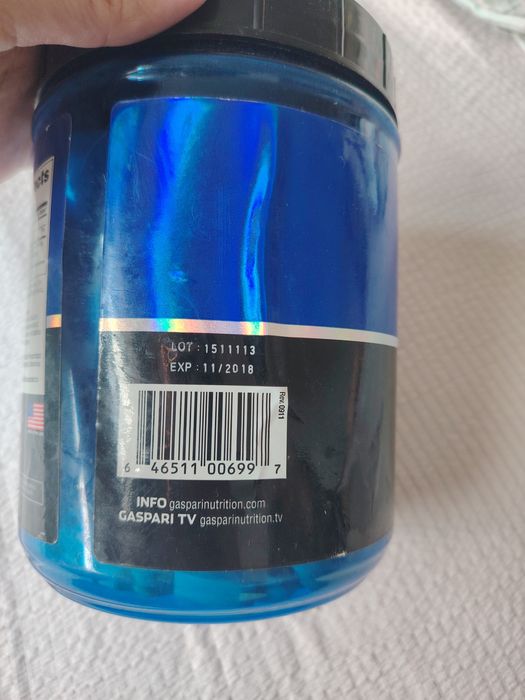 LOT : 1511113
EXP : 11/2018
Rev. 0911
6 46511 00699 7
INFO gasparinutrition.com
GASPARI TV gasparinutrition.tv